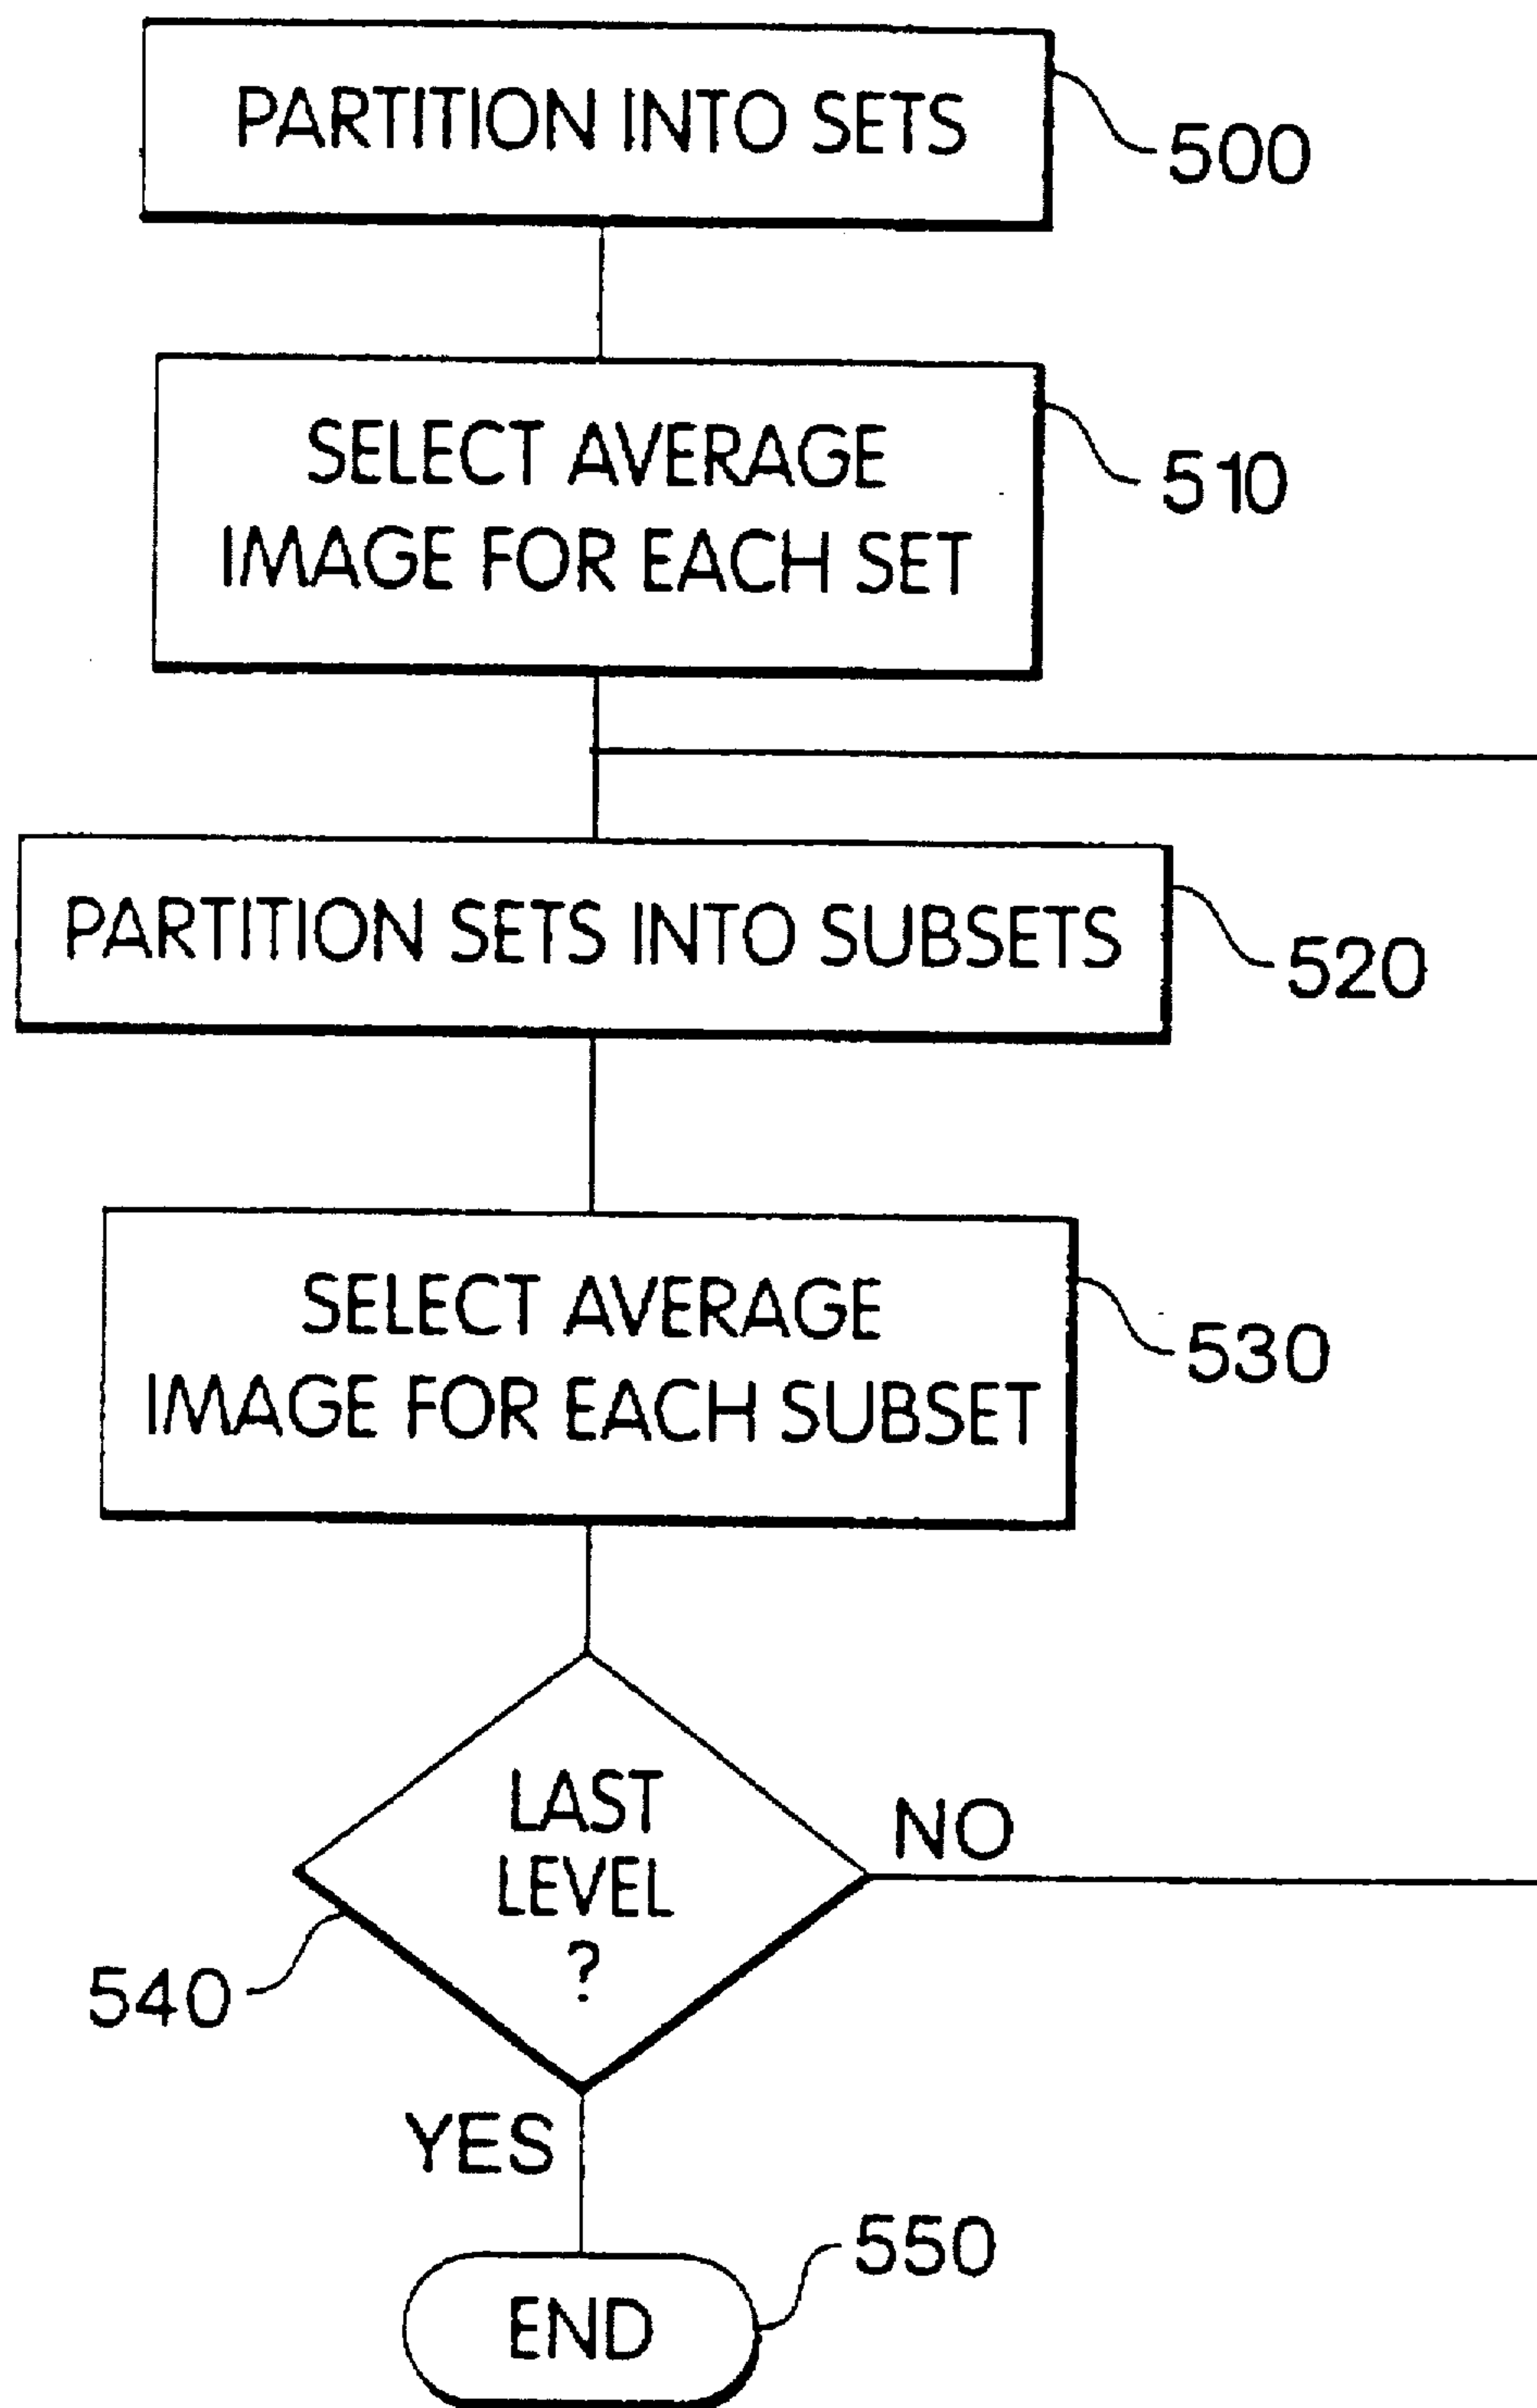 PARTITION INTO SETS
500
SELECT AVERAGE
IMAGE FOR EACH SET
510
PARTITION SETS INTO SUBSETS
520
SELECT AVERAGE
IMAGE FOR EACH SUBSET
530
LAST
LEVEL
?
NO
540
YES
550
END